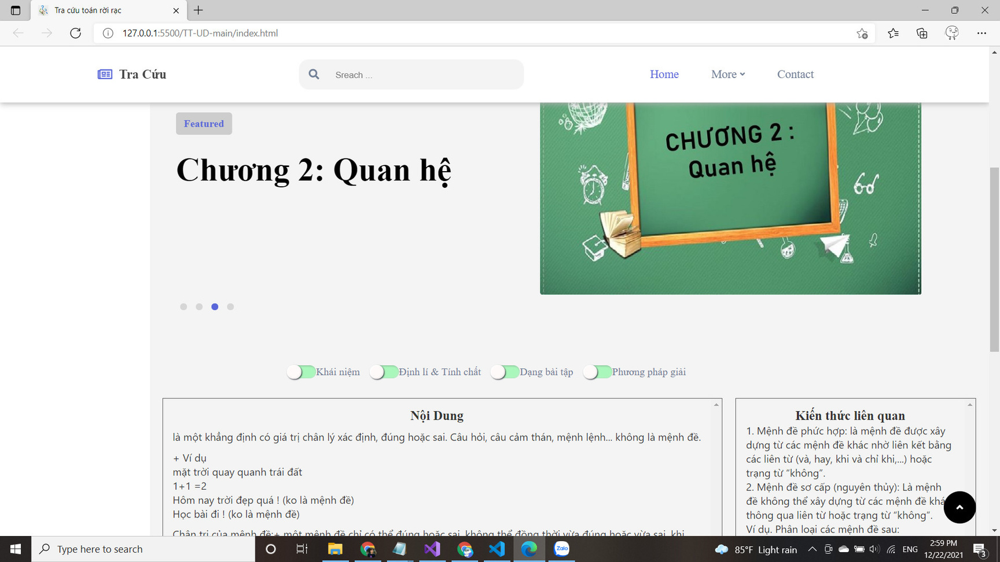 Tra cứu toán rời rạc
127.0.0.1:5500/TT-UD-main/index.html
Tra Cứu
Sreach ...
Home
More
Contact
Featured
Chương 2: Quan hệ
CHƯƠNG 2 :
Quan hệ
Khái niệm
Định lí & Tính chất
Dạng bài tập
Phương pháp giải
Nội Dung
là một khẳng định có giá trị chân lý xác định, đúng hoặc sai. Câu hỏi, câu cảm thán, mệnh lệnh... không là mệnh đề.
+ Ví dụ
mặt trời quay quanh trái đất
1+1 =2
Hôm nay trời đẹp quá ! (ko là mệnh đề)
Học bài đi ! (ko là mệnh đề)
Chân trị của mệnh đề:+ một mệnh đề chỉ có thể đúng hoặc sai, không thể đồng thời vừa đúng hoặc vừa sai. khi
Kiến thức liên quan
1. Mệnh đề phức hợp: là mệnh đề được xây
dựng từ các mệnh đề khác nhờ liên kết bằng
các liên từ (và, hay, khi và chỉ khi,...) hoặc
trạng từ “không”.
2. Mệnh đề sơ cấp (nguyên thủy): Là mệnh
đề không thể xây dựng từ các mệnh đề khá
thông qua liên từ hoặc trạng từ “không”.
Ví dụ. Phân loại các mệnh đề sau:
Type here to search
Zalo
85°F Light rain
ENG
2:59 PM
12/22/2021
3